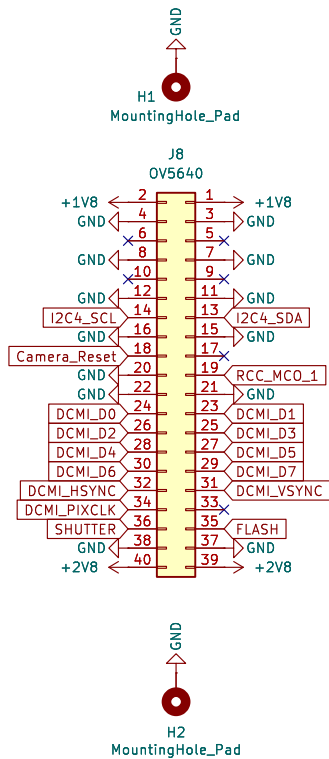 GND
H1
MountingHole_Pad
J8
OV5640
+1V8 2 1 +1V8
GND 4 3 GND
6 5
GND 8 7 GND
10 9
GND 12 11 GND
I2C4_SCL 14 13 I2C4_SDA
GND 16 15 GND
Camera_Reset 18 17
GND 20 19 RCC_MCO_1
GND 22 21 GND
DCMI_D0 24 23 DCMI_D1
DCMI_D2 26 25 DCMI_D3
DCMI_D4 28 27 DCMI_D5
DCMI_D6 30 29 DCMI_D7
DCMI_HSYNC 32 31 DCMI_VSYNC
DCMI_PIXCLK 34 33
SHUTTER 36 35 FLASH
GND 38 37 GND
+2V8 40 39 +2V8
GND
H2
MountingHole_Pad